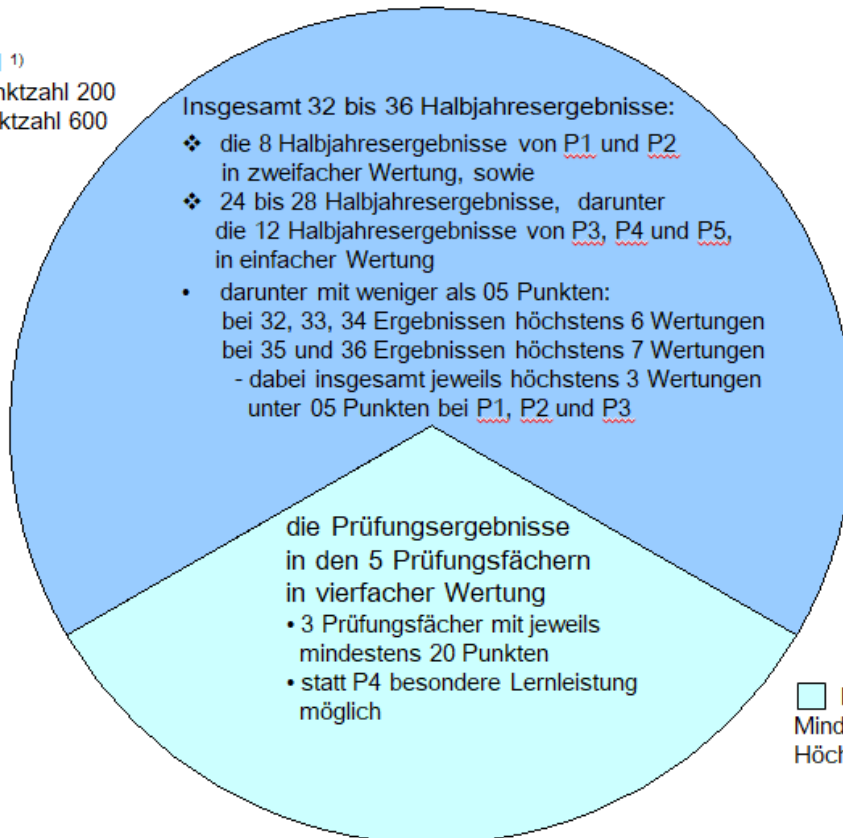 1)
nktzahl 200
ktzahl 600
Insgesamt 32 bis 36 Halbjahresergebnisse:
❖ die 8 Halbjahresergebnisse von P1 und P2
in zweifacher Wertung, sowie
❖ 24 bis 28 Halbjahresergebnisse, darunter
die 12 Halbjahresergebnisse von P3, P4 und P5,
in einfacher Wertung
• darunter mit weniger als 05 Punkten:
bei 32, 33, 34 Ergebnissen höchstens 6 Wertungen
bei 35 und 36 Ergebnissen höchstens 7 Wertungen
- dabei insgesamt jeweils höchstens 3 Wertungen
unter 05 Punkten bei P1, P2 und P3
die Prüfungsergebnisse
in den 5 Prüfungsfächern
in vierfacher Wertung
• 3 Prüfungsfächer mit jeweils
mindestens 20 Punkten
• statt P4 besondere Lernleistung
möglich
Mind
Höch